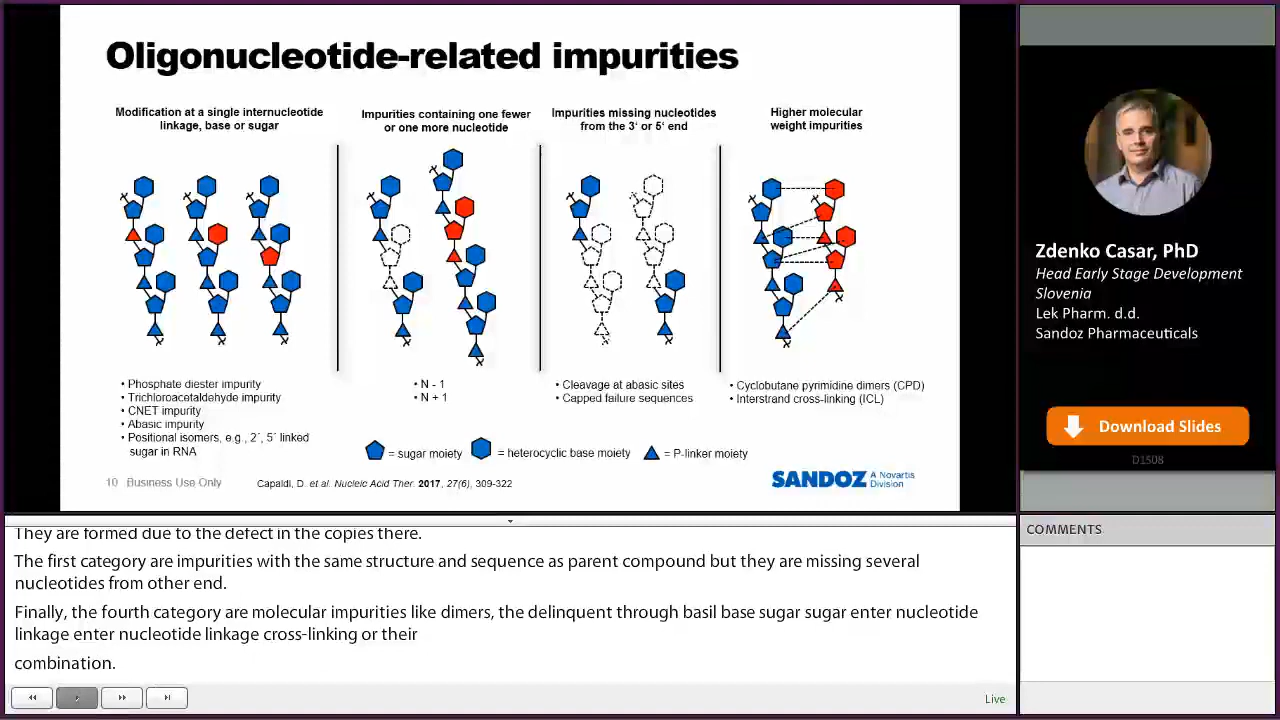 Oligonucleotide-related impurities
Modification at a single internucleotide
linkage, base or sugar
Impurities containing one fewer
or one more nucleotide
Impurities missing nucleotides
from the 3' or 5' end
Higher molecular
weight impurities
• Phosphate diester impurity
• Trichloroacetaldehyde impurity
• CNET impurity
• Abasic impurity
• Positional isomers, e.g., 2´, 5´ linked
sugar in RNA
• N - 1
• N + 1
• Cleavage at abasic sites
• Capped failure sequences
• Cyclobutane pyrimidine dimers (CPD)
• Interstrand cross-linking (ICL)
= sugar moiety
= heterocyclic base moiety
= P-linker moiety
10 Business Use Only
Capaldi, D. et al. Nucleic Acid Ther. 2017, 27(6), 309-322
SANDOZ A Novartis
Division
Zdenko Casar, PhD
Head Early Stage Development
Slovenia
Lek Pharm. d.d.
Sandoz Pharmaceuticals
Download Slides
D1508
They are formed due to the defect in the copies there.
The first category are impurities with the same structure and sequence as parent compound but they are missing several
nucleotides from other end.
Finally, the fourth category are molecular impurities like dimers, the delinquent through basil base sugar sugar enter nucleotide
linkage enter nucleotide linkage cross-linking or their
combination.
Live
COMMENTS